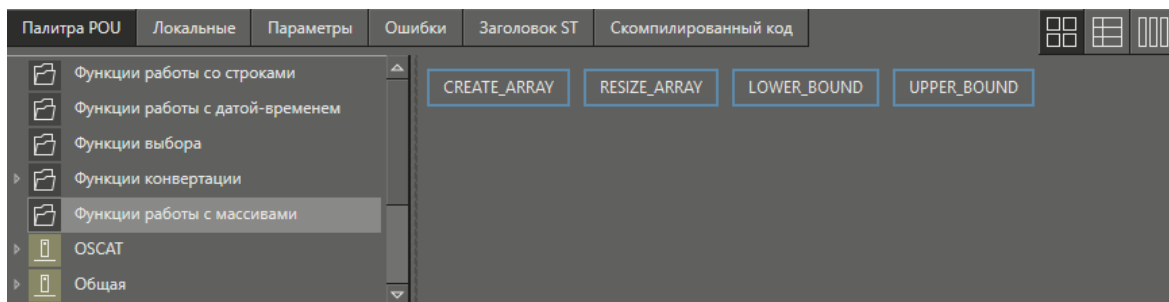 Палитра POU Локальные Параметры Ошибки Заголовок ST Скомпилированный код
Функции работы со строками
Функции работы с датой-временем
Функции выбора
Функции конвертации
Функции работы с массивами
OSCAT
Общая
CREATE_ARRAY RESIZE_ARRAY LOWER_BOUND UPPER_BOUND